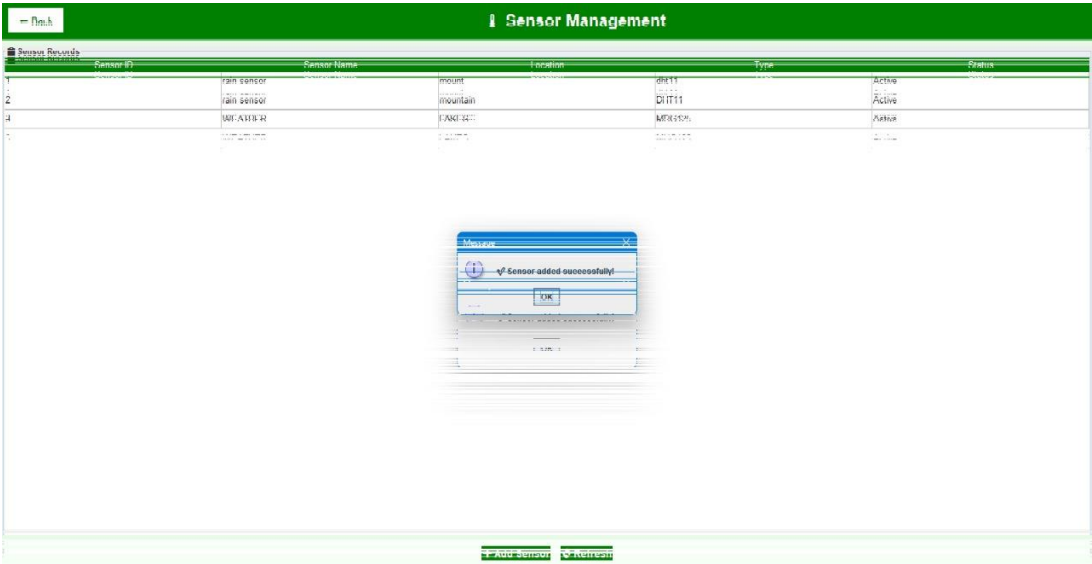 ← Back
Sensor Management
Sensor Records
Sensor ID Sensor Name Location Type Status
1 rain sensor mount dht11 Active
2 rain sensor mountain DHT11 Active
WEATHER Active
Message
✔ Sensor added successfully!
OK
+ Add Sensor Refresh